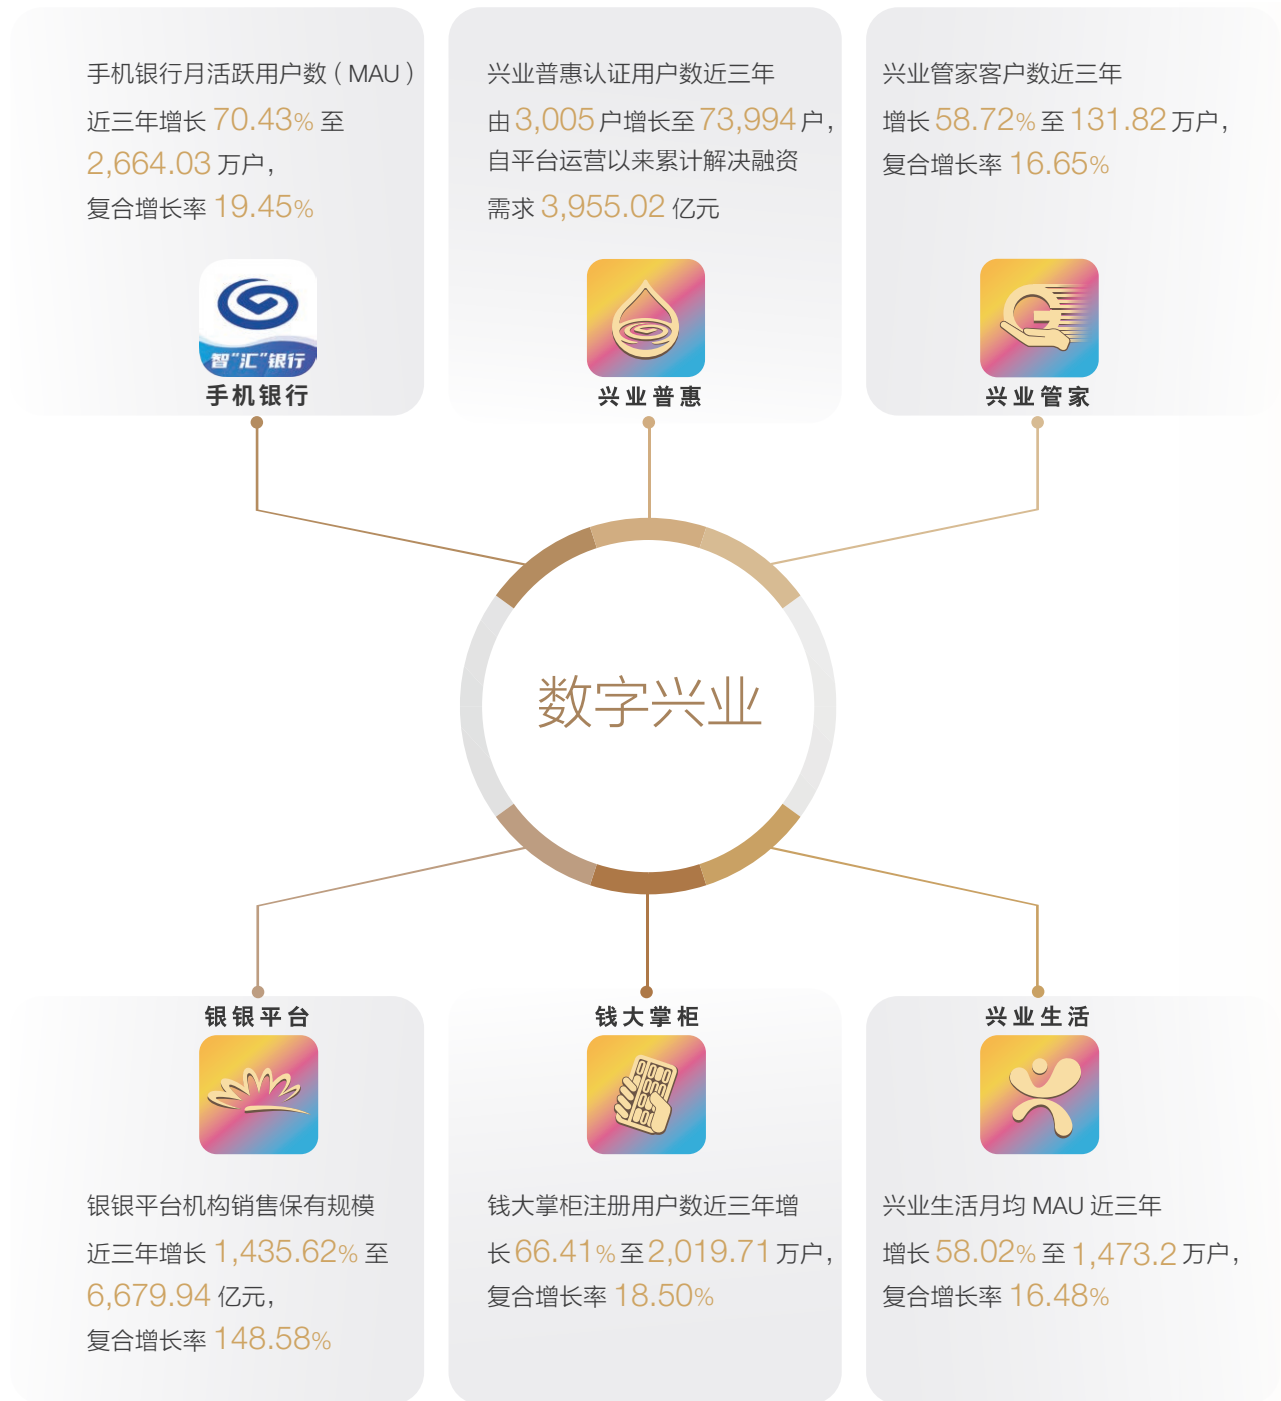 手机银行月活跃用户数（MAU）
近三年增长 70.43% 至
2,664.03 万户，
复合增长率 19.45%
智“汇”银行
手机银行
兴业普惠认证用户数近三年
由 3,005 户增长至 73,994 户，
自平台运营以来累计解决融资
需求 3,955.02 亿元
兴业普惠
兴业管家客户数近三年
增长 58.72% 至 131.82 万户，
复合增长率 16.65%
兴业管家
数字兴业
银银平台
银银平台机构销售保有规模
近三年增长 1,435.62% 至
6,679.94 亿元，
复合增长率 148.58%
钱大掌柜
钱大掌柜注册用户数近三年增
长 66.41% 至 2,019.71 万户，
复合增长率 18.50%
兴业生活
兴业生活月均 MAU 近三年
增长 58.02% 至 1,473.2 万户，
复合增长率 16.48%